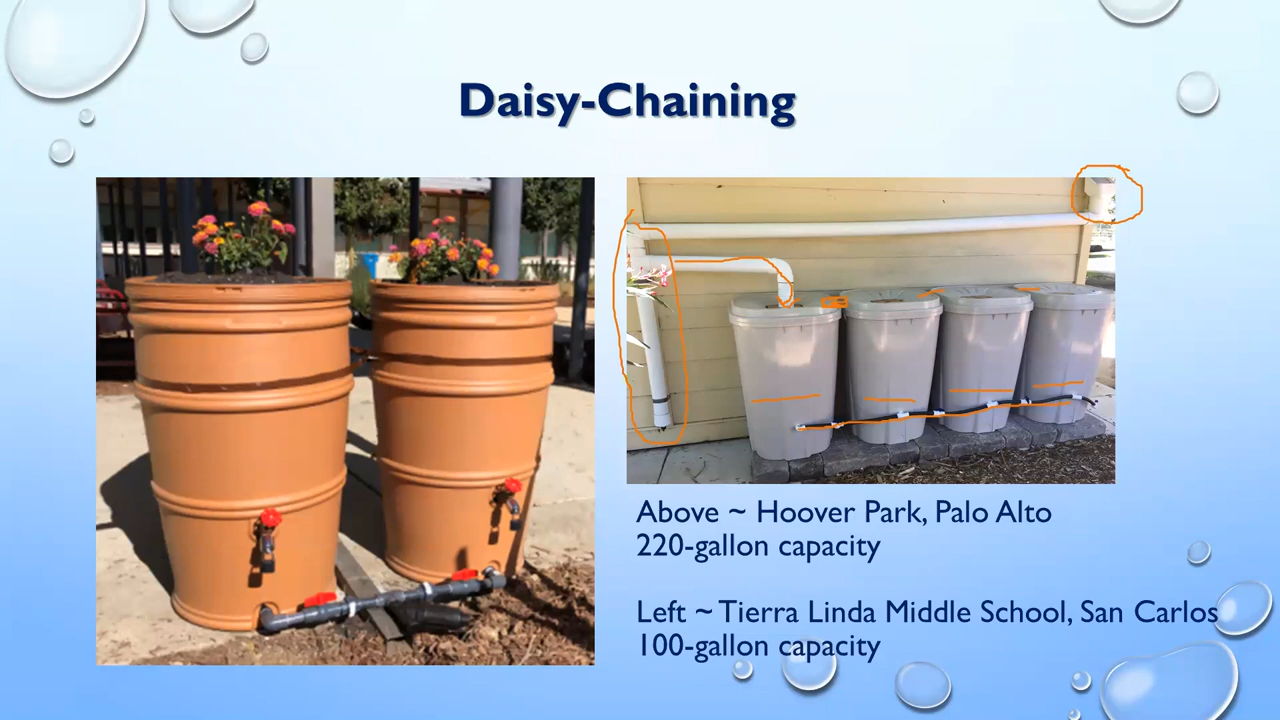 Daisy-Chaining
Above ~ Hoover Park, Palo Alto
220-gallon capacity
Left ~ Tierra Linda Middle School, San Carlos
100-gallon capacity